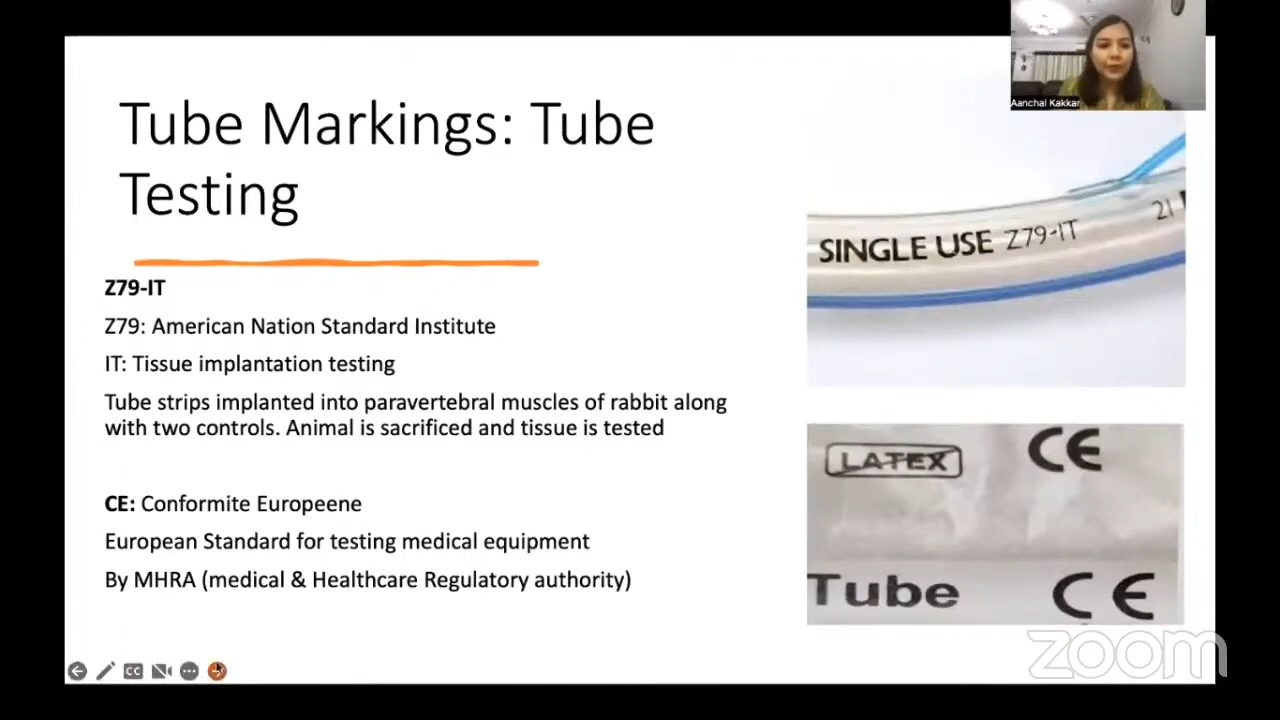 Aanchal Kakkar
Tube Markings: Tube
Testing
Z79-IT
Z79: American Nation Standard Institute
IT: Tissue implantation testing
Tube strips implanted into paravertebral muscles of rabbit along
with two controls. Animal is sacrificed and tissue is tested
CE: Conformite Europeene
European Standard for testing medical equipment
By MHRA (medical & Healthcare Regulatory authority)
SINGLE USE Z79-IT 21
LATEX CE
Tube CE
CC
zoom